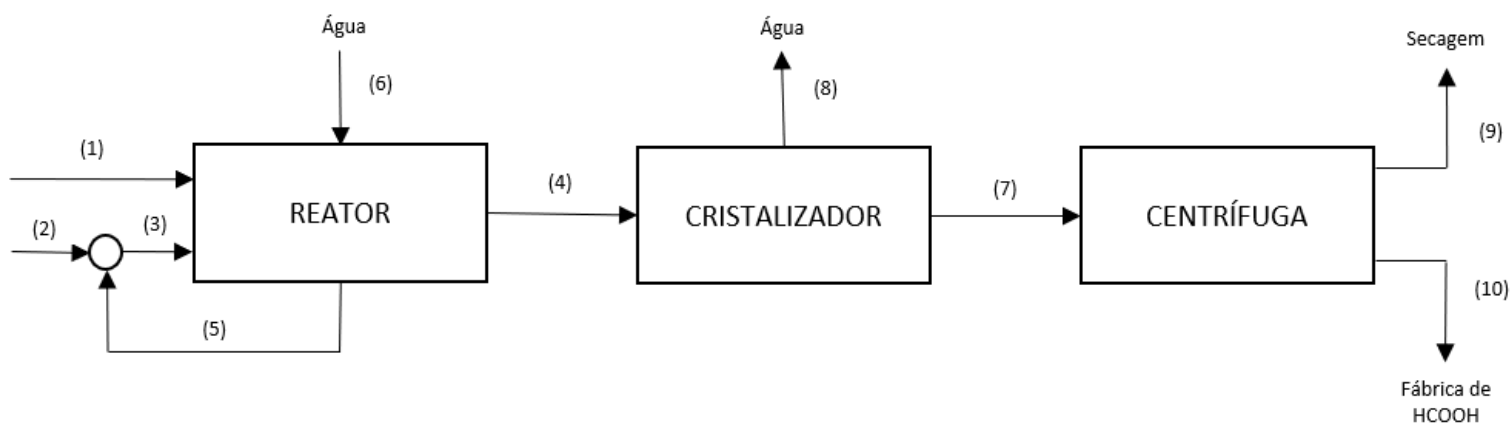 Água
(6)
(1)
(2)
(3)
REATOR
(5)
(4)
Água
(8)
CRISTALIZADOR
(7)
CENTRÍFUGA
Secagem
(9)
(10)
Fábrica de
HCOOH